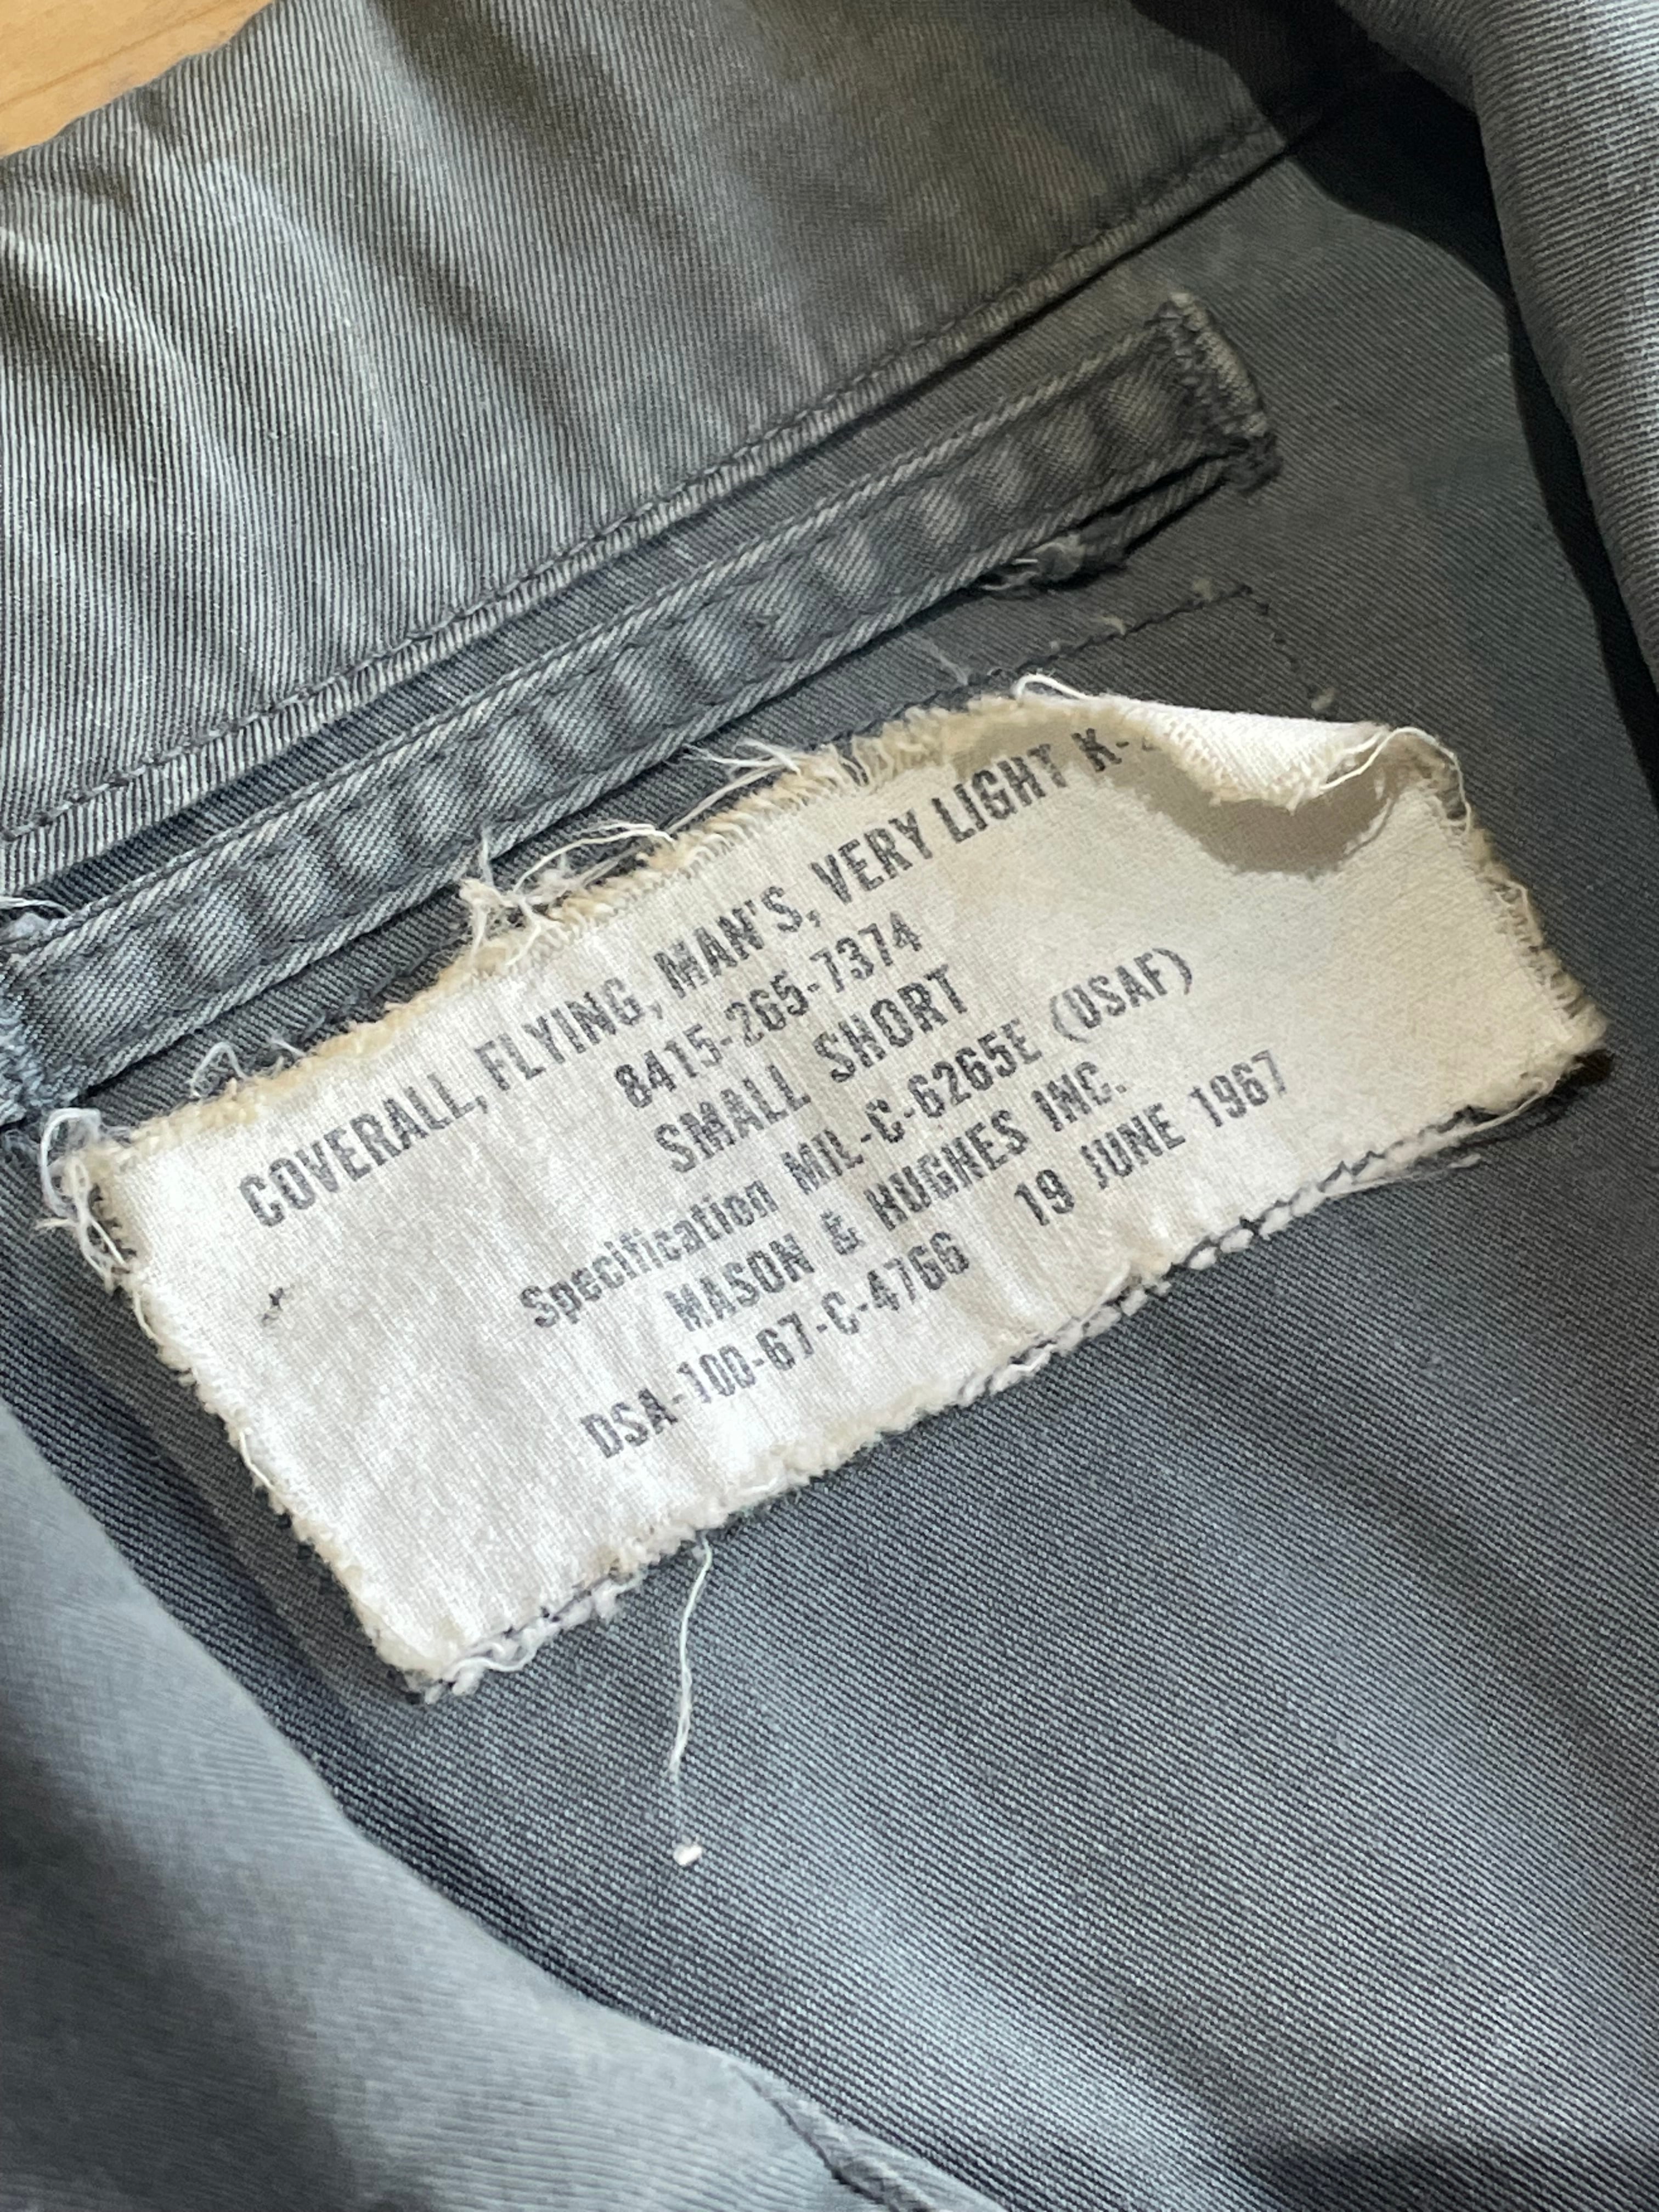 COVERALL, FLYING, MAN'S, VERY LIGHT K-
8415-265-7374
SMALL SHORT
Specification MIL-C-6265E (USAF)
MASON & HUGHES INC.
DSA-100-67-C-4766 19 JUNE 1967